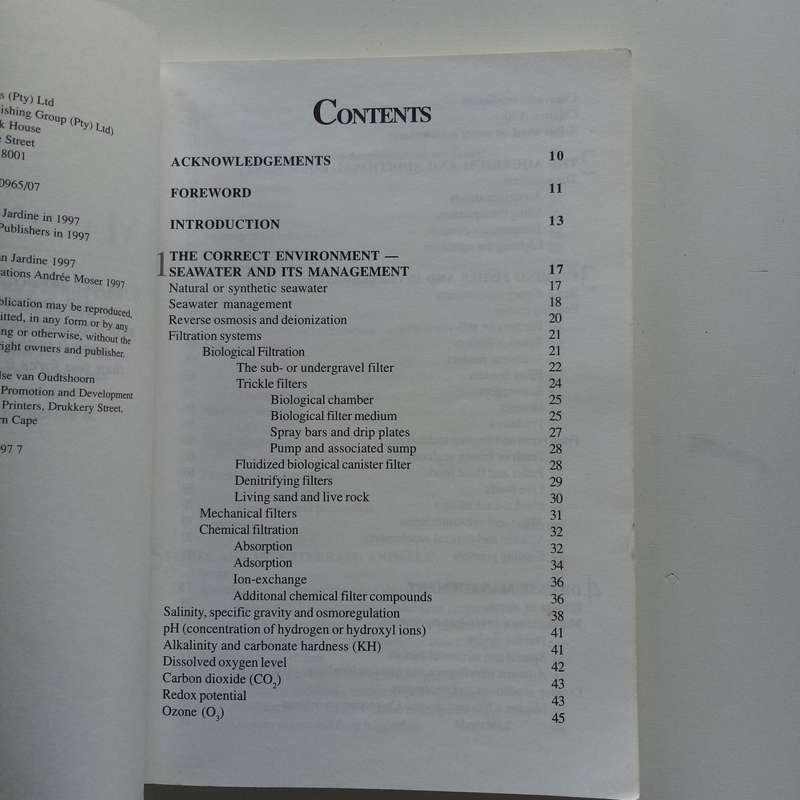 s (Pty) Ltd
ishing Group (Pty) Ltd)
k House
e Street
8001
0965/07
Jardine in 1997
Publishers in 1997
an Jardine 1997
rations Andrée Moser 1997
blication may be reproduced,
itted, in any form or by any
ing or otherwise, without the
right owners and publisher.
lse van Oudtshoorn
Promotion and Development
Printers, Drukkery Street,
rn Cape
97 7
CONTENTS
ACKNOWLEDGEMENTS 10
FOREWORD 11
INTRODUCTION 13
1 THE CORRECT ENVIRONMENT —
SEAWATER AND ITS MANAGEMENT 17
Natural or synthetic seawater 17
Seawater management 18
Reverse osmosis and deionization 20
Filtration systems 21
Biological Filtration 21
The sub- or undergravel filter 22
Trickle filters 24
Biological chamber 25
Biological filter medium 25
Spray bars and drip plates 27
Pump and associated sump 28
Fluidized biological canister filter 28
Denitrifying filters 29
Living sand and live rock 30
Mechanical filters 31
Chemical filtration 32
Absorption 32
Adsorption 34
Ion-exchange 36
Additonal chemical filter compounds 36
Salinity, specific gravity and osmoregulation 38
pH (concentration of hydrogen or hydroxyl ions) 41
Alkalinity and carbonate hardness (KH) 41
Dissolved oxygen level 42
Carbon dioxide (CO₂) 43
Redox potential 43
Ozone (O₃) 45